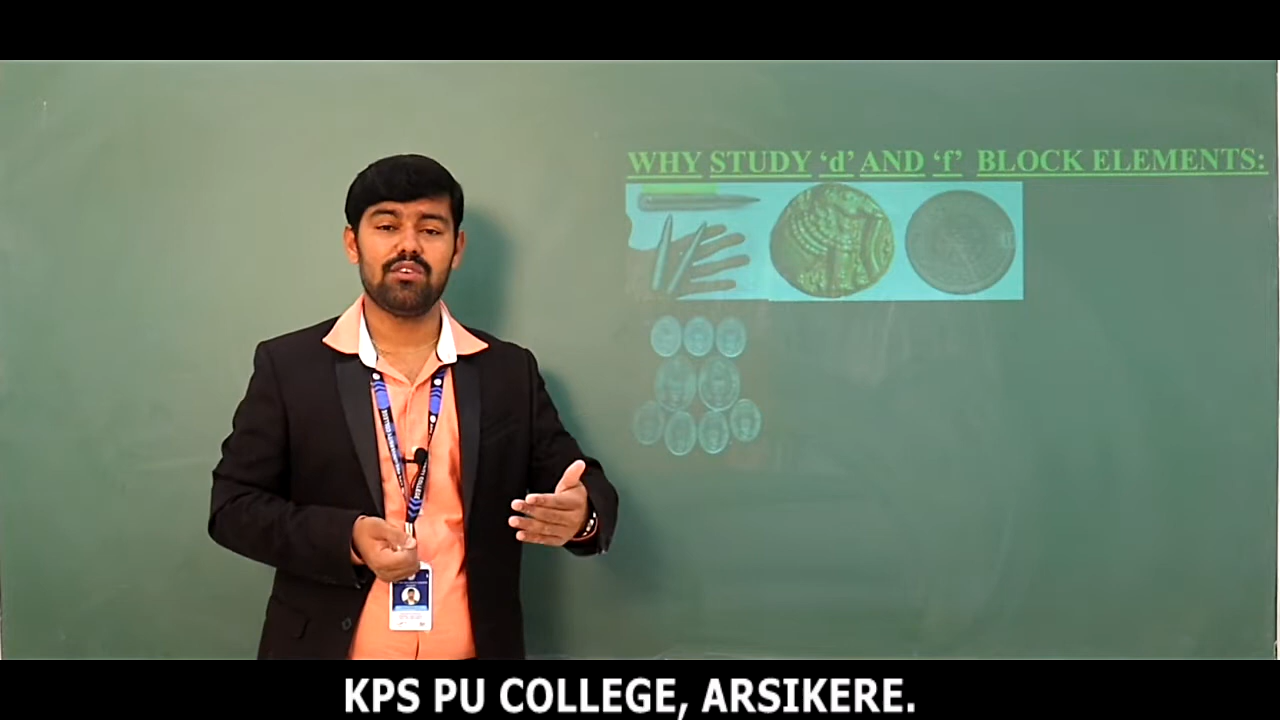 WHY STUDY ‘d’ AND ‘f’ BLOCK ELEMENTS:
KPS PU COLLEGE, ARSIKERE.